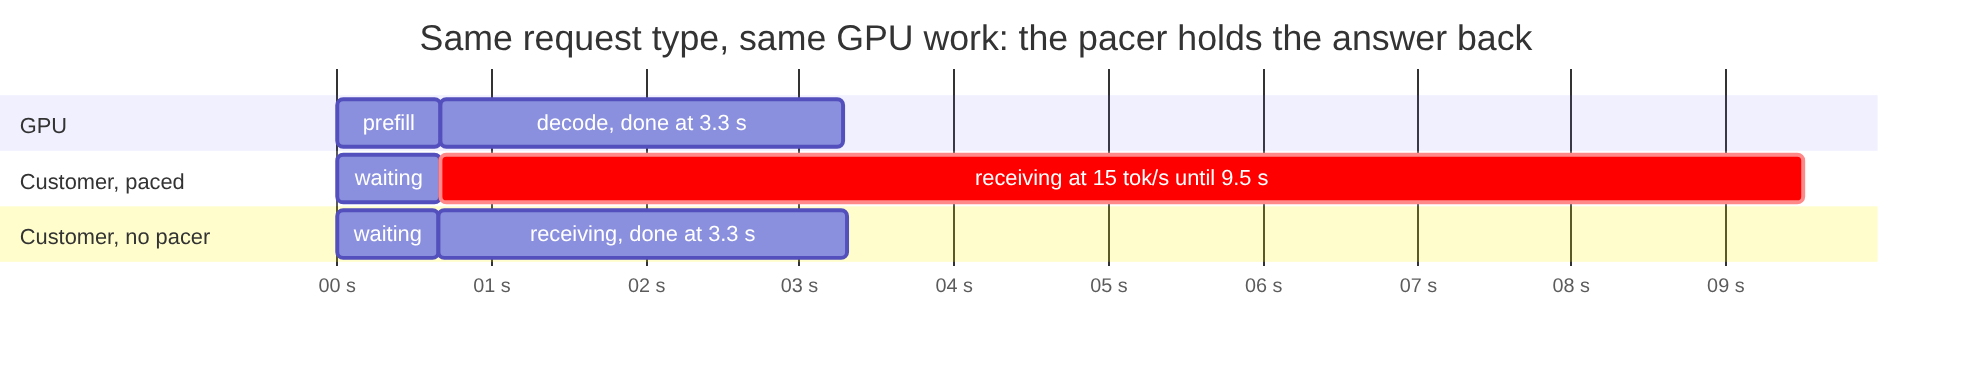 Same request type, same GPU work: the pacer holds the answer back
GPU
prefill
decode, done at 3.3 s
Customer, paced
waiting
receiving at 15 tok/s until 9.5 s
Customer, no pacer
waiting
receiving, done at 3.3 s
00 s
01 s
02 s
03 s
04 s
05 s
06 s
07 s
08 s
09 s